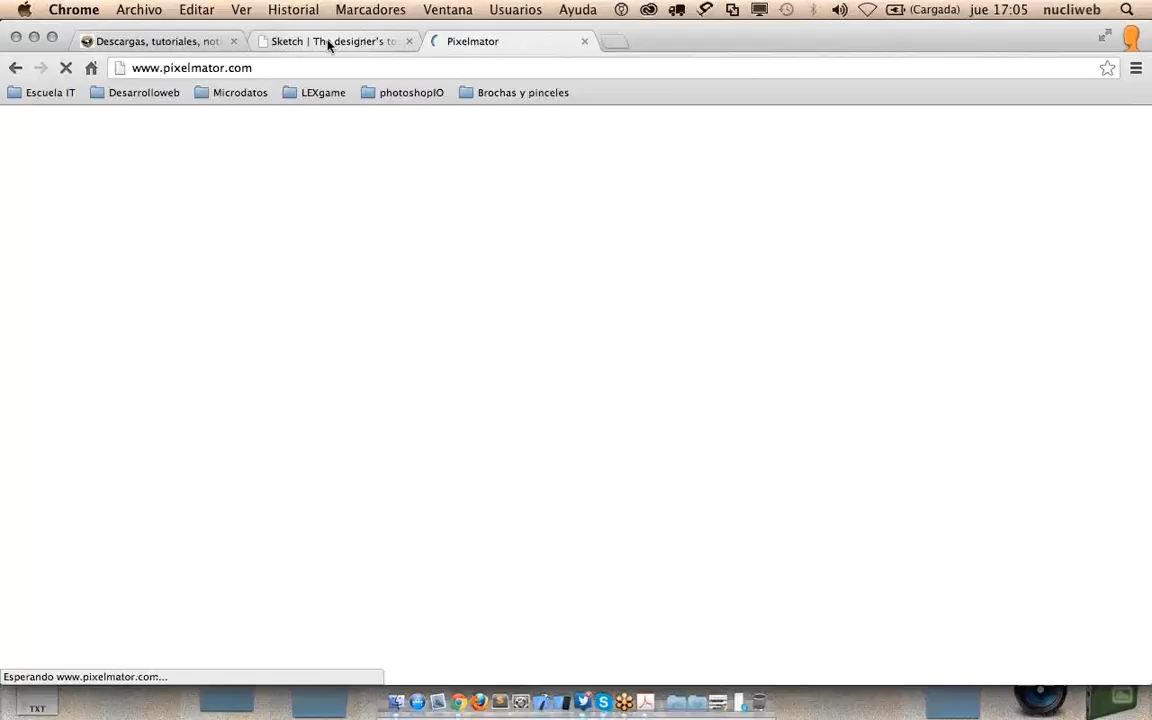 Chrome Archivo Editar Ver Historial Marcadores Ventana Usuarios Ayuda (Cargada) jue 17:05 nucliweb
Descargas, tutoriales, not Sketch | The designer's to Pixelmator
www.pixelmator.com
Escuela IT Desarrolloweb Microdatos LEXgame photoshopIO Brochas y pinceles
Esperando www.pixelmator.com...
TXT